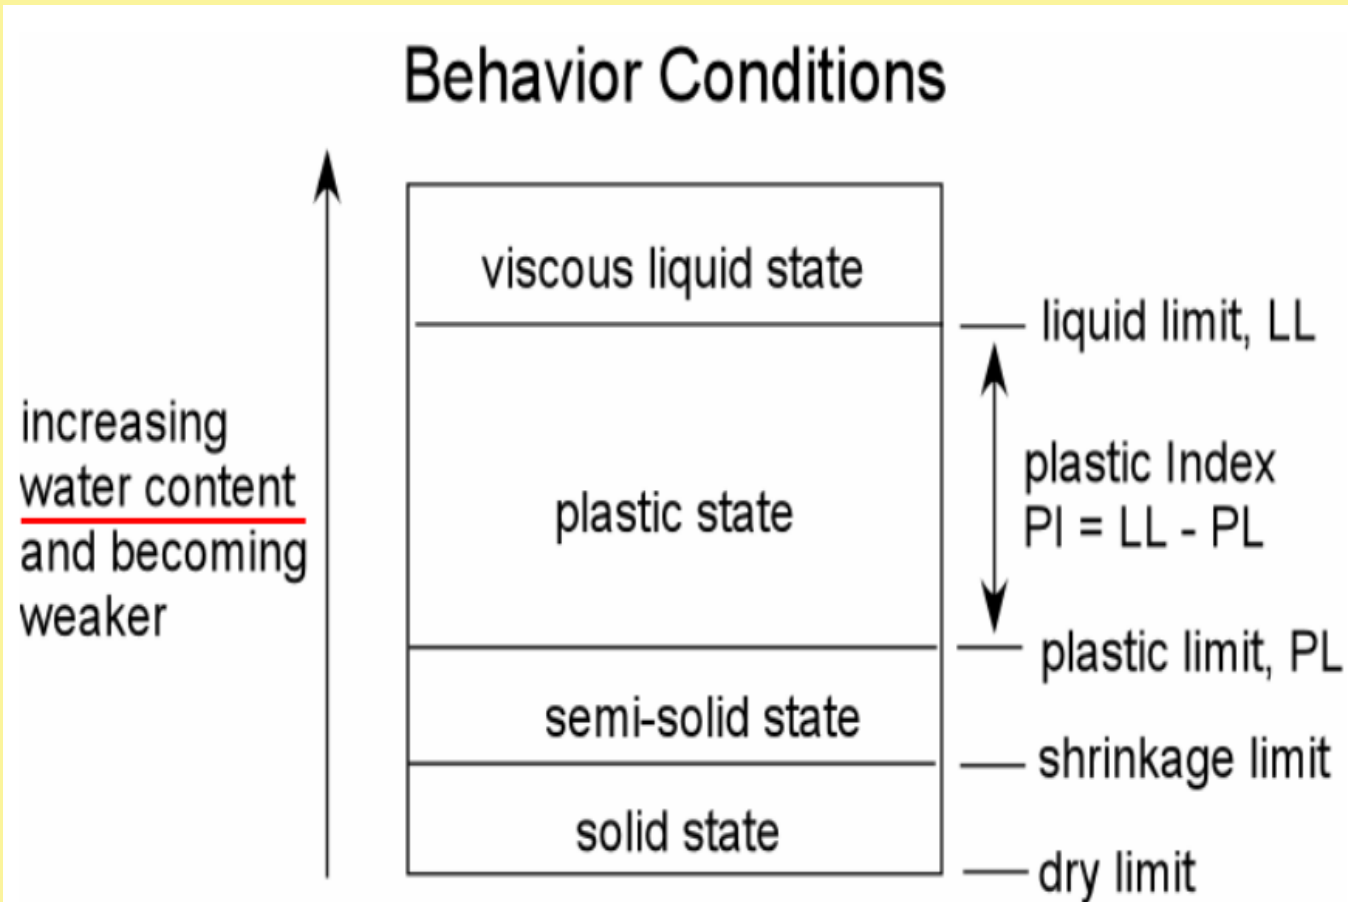 Behavior Conditions
viscous liquid state
liquid limit, LL
increasing
water content
and becoming
weaker
plastic state
plastic Index
PI = LL - PL
plastic limit, PL
semi-solid state
shrinkage limit
solid state
dry limit